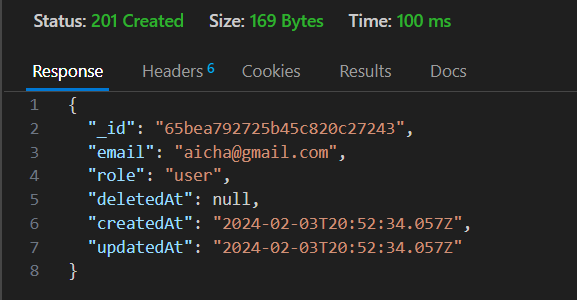 Status: 201 Created Size: 169 Bytes Time: 100 ms
Response Headers 6 Cookies Results Docs
1 {
2 "_id": "65bea792725b45c820c27243",
3 "email": "aicha@gmail.com",
4 "role": "user",
5 "deletedAt": null,
6 "createdAt": "2024-02-03T20:52:34.057Z",
7 "updatedAt": "2024-02-03T20:52:34.057Z"
8 }